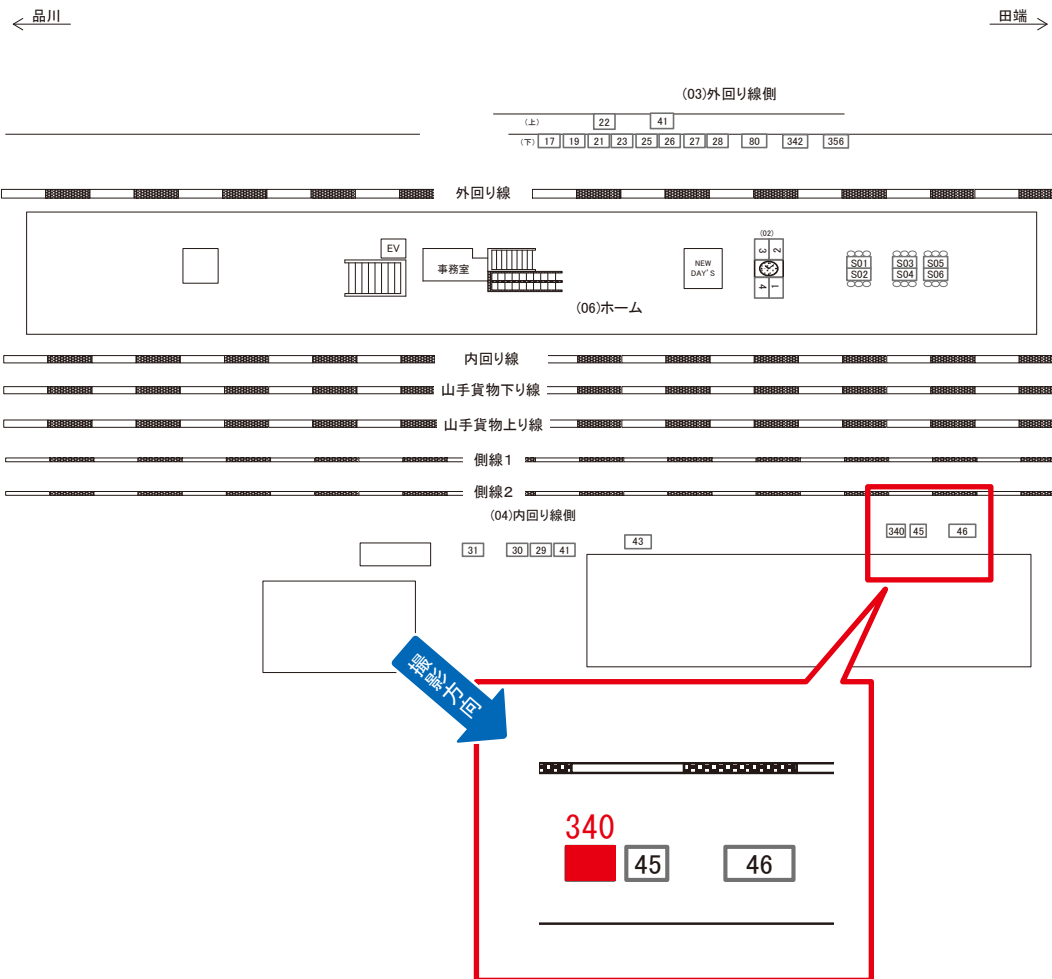 品川
田端
(03)外回り線側
(上) 22 41
(下) 17 19 21 23 25 26 27 28 80 342 356
外回り線
EV
事務室
NEW DAY'S
(02)
3 2
4 1
S01 S03 S05
S02 S04 S06
(06)ホーム
内回り線
山手貨物下り線
山手貨物上り線
側線1
側線2
(04)内回り線側
340 45 46
31 30 29 41 43
撮影方向
340
45 46